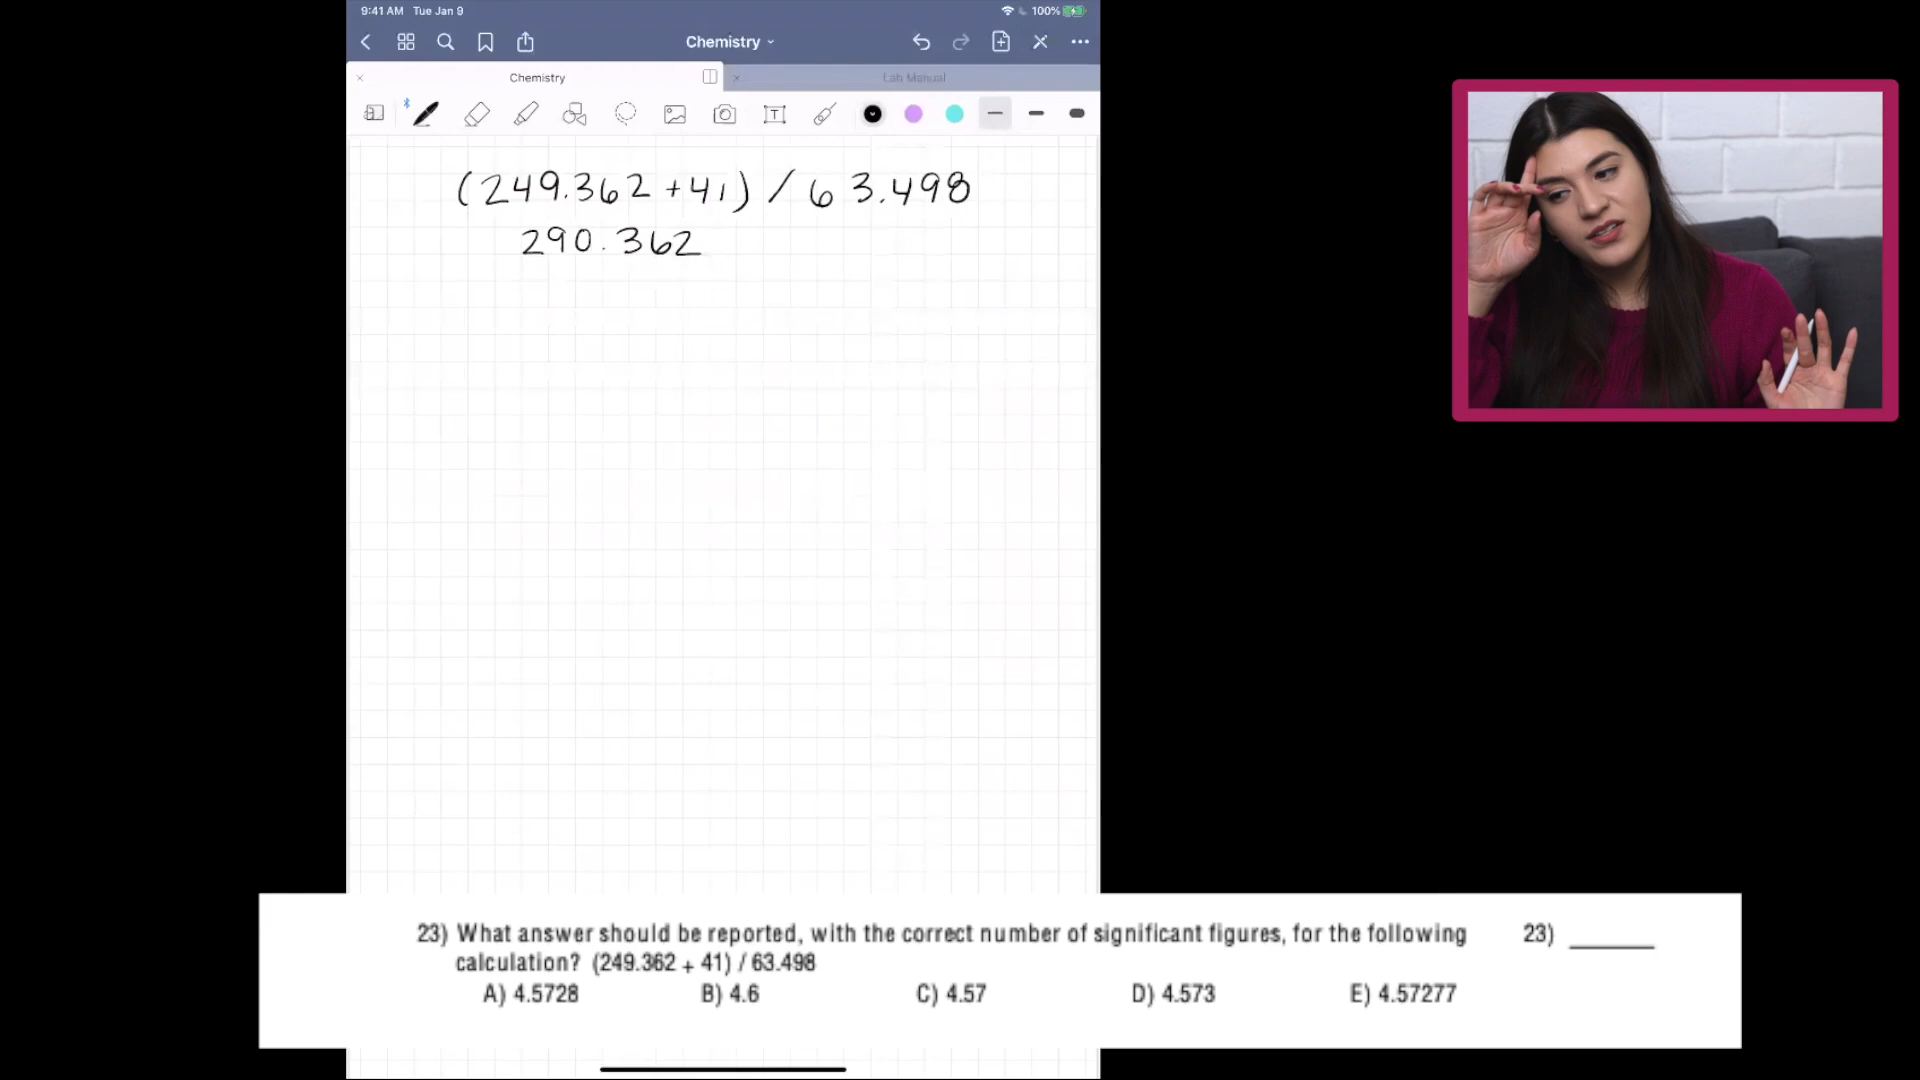 9:41 AM Tue Jan 9
100%
Chemistry
Chemistry
Lab Manual
T
(249.362 + 41) / 63.498
290.362
23) What answer should be reported, with the correct number of significant figures, for the following 23) ________
calculation? (249.362 + 41) / 63.498
A) 4.5728 B) 4.6 C) 4.57 D) 4.573 E) 4.57277